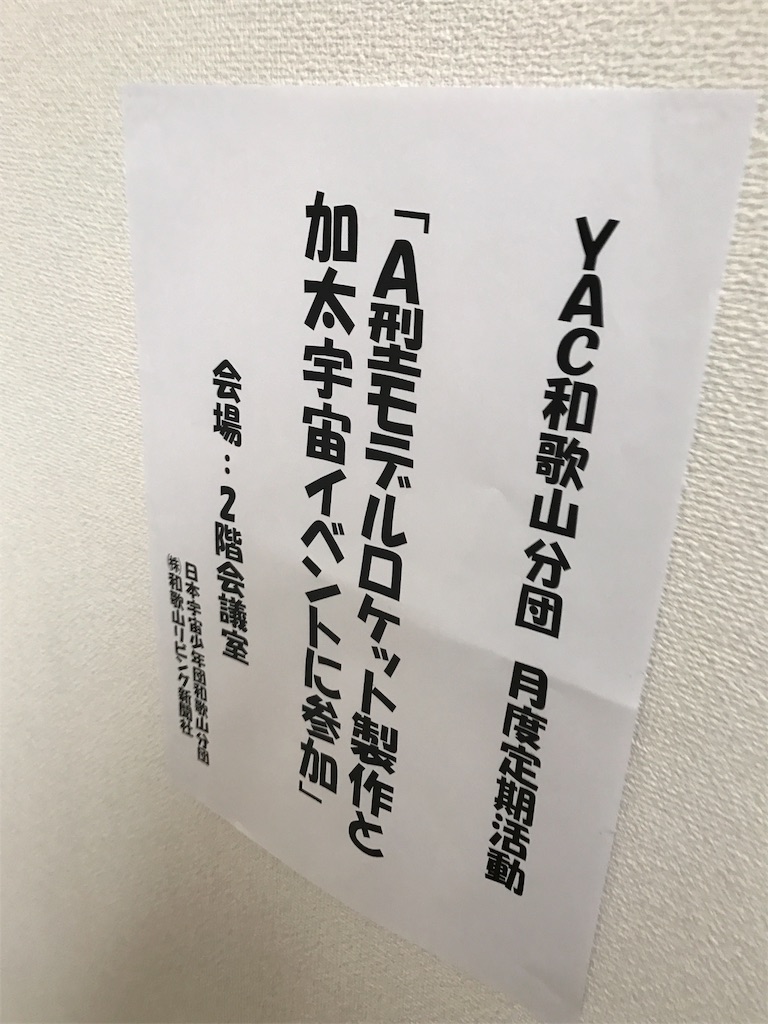 YAC和歌山分団 月度定期活動
「A型モデルロケット製作と
加太宇宙イベントに参加」
会場：2階会議室
日本宇宙少年団和歌山分団
㈱和歌山リビング新聞社